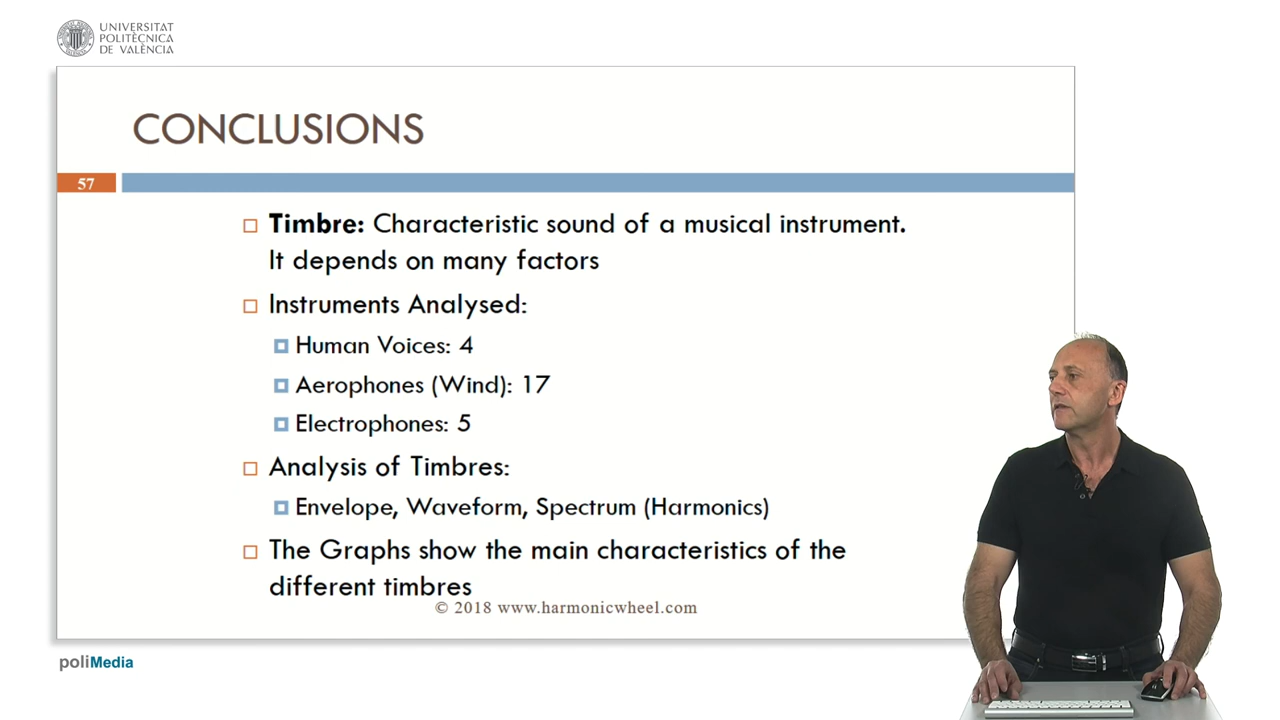 UNIVERSITAT
POLITÈCNICA
DE VALÈNCIA
CONCLUSIONS
57
Timbre: Characteristic sound of a musical instrument.
It depends on many factors
Instruments Analysed:
Human Voices: 4
Aerophones (Wind): 17
Electrophones: 5
Analysis of Timbres:
Envelope, Waveform, Spectrum (Harmonics)
The Graphs show the main characteristics of the
different timbres
© 2018 www.harmonicwheel.com
poliMedia